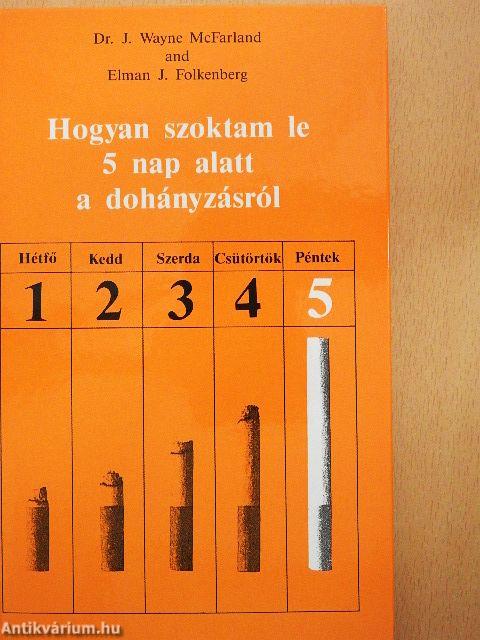 Dr. J. Wayne McFarland
and
Elman J. Folkenberg
Hogyan szoktam le
5 nap alatt
a dohányzásról
Hétfő Kedd Szerda Csütörtök Péntek
1 2 3 4 5
Antikvárium.hu